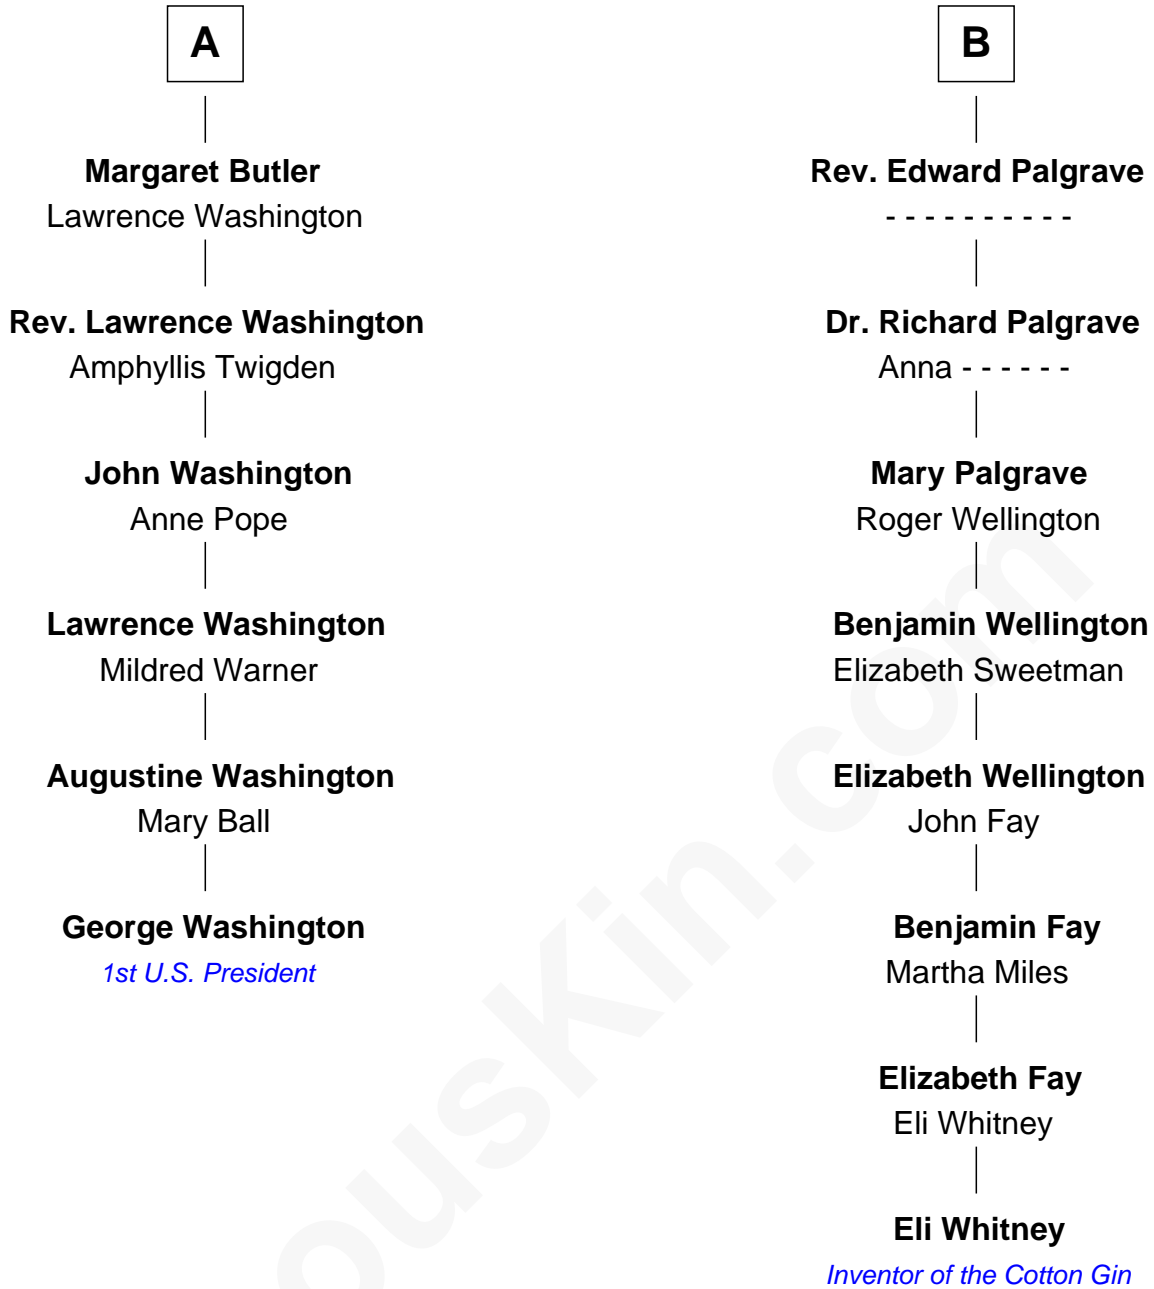 A
Margaret Butler
Lawrence Washington
Rev. Lawrence Washington
Amphyllis Twigden
John Washington
Anne Pope
Lawrence Washington
Mildred Warner
Augustine Washington
Mary Ball
George Washington
1st U.S. President
B
Rev. Edward Palgrave
- - - - - - - - - -
Dr. Richard Palgrave
Anna - - - - - -
Mary Palgrave
Roger Wellington
Benjamin Wellington
Elizabeth Sweetman
Elizabeth Wellington
John Fay
Benjamin Fay
Martha Miles
Elizabeth Fay
Eli Whitney
Eli Whitney
Inventor of the Cotton Gin
ousKin.com